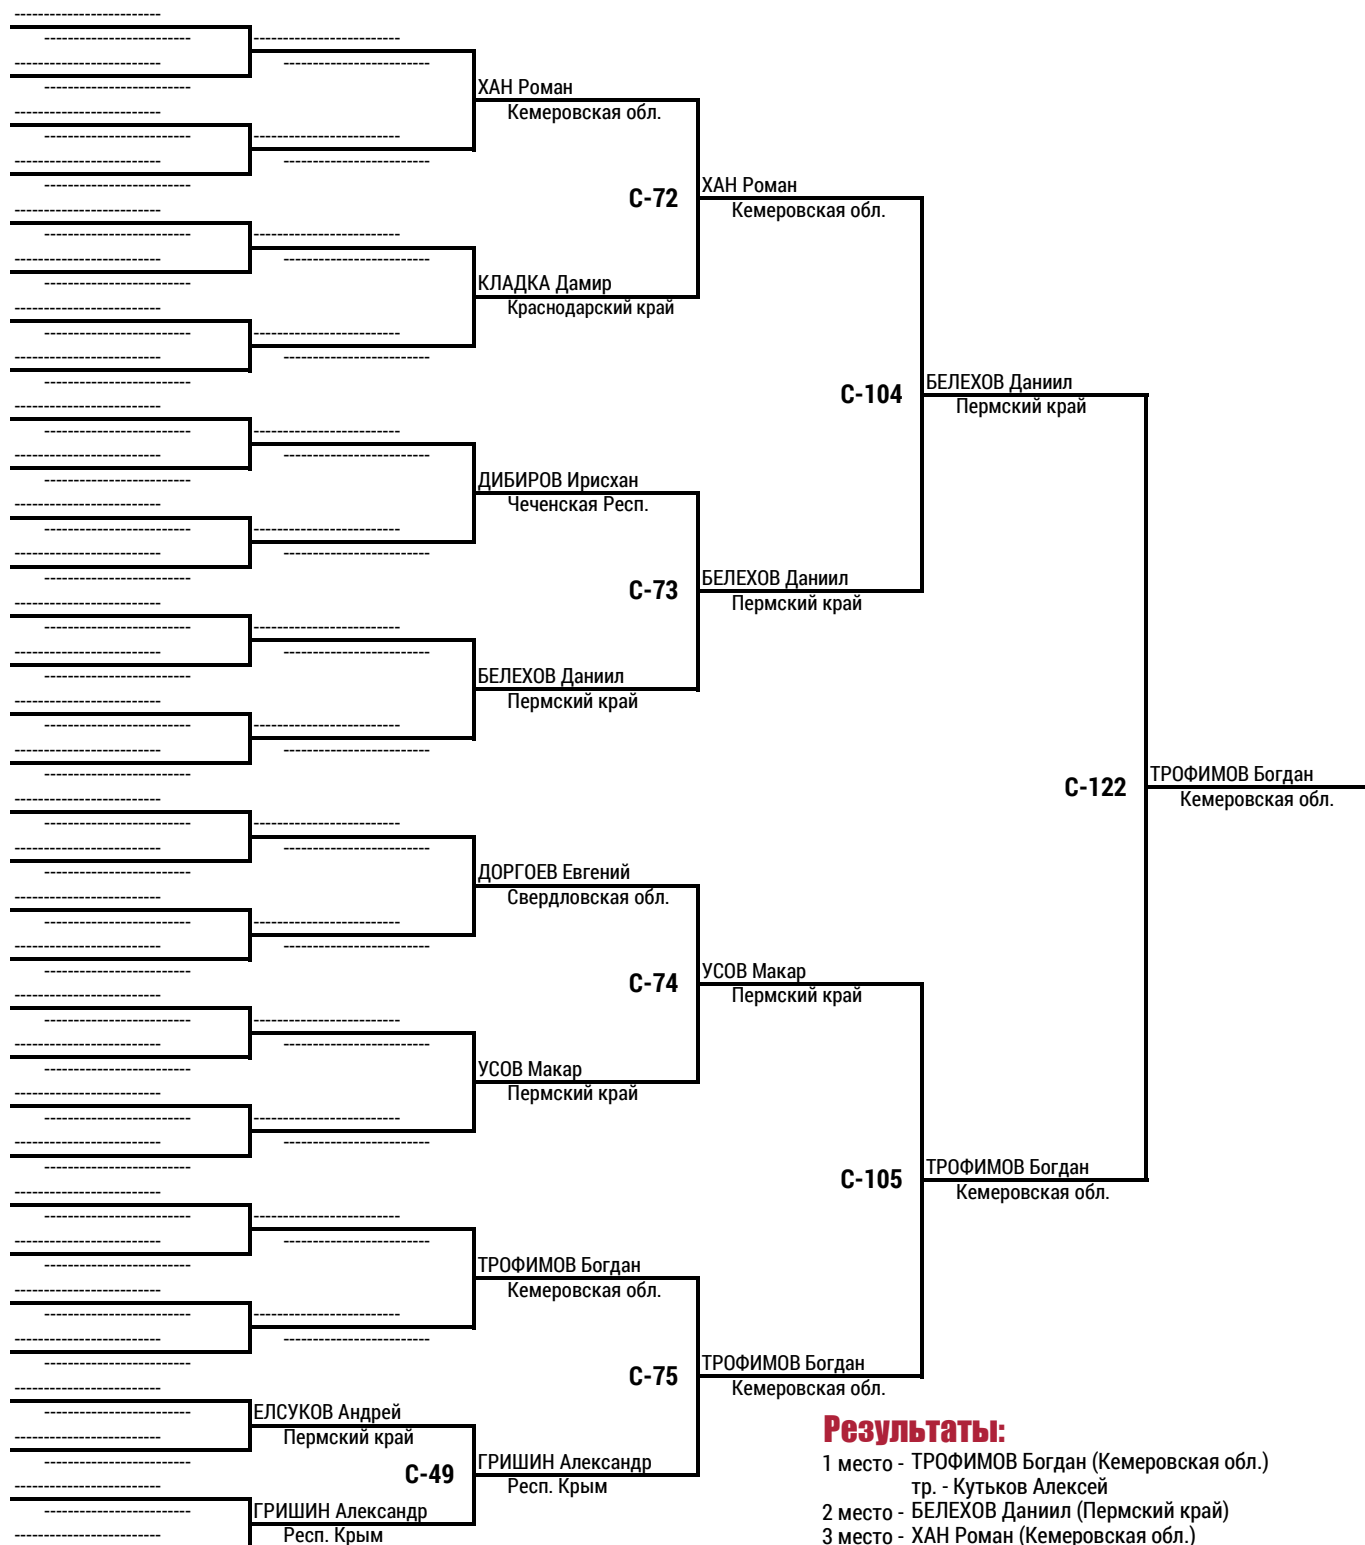 ХАН Роман
Кемеровская обл.
С-72
ХАН Роман
Кемеровская обл.
КЛАДКА Дамир
Краснодарский край
С-104
БЕЛЕХОВ Даниил
Пермский край
ДИБИРОВ Ирисхан
Чеченская Респ.
С-73
БЕЛЕХОВ Даниил
Пермский край
БЕЛЕХОВ Даниил
Пермский край
С-122
ТРОФИМОВ Богдан
Кемеровская обл.
ДОРГОЕВ Евгений
Свердловская обл.
С-74
УСОВ Макар
Пермский край
УСОВ Макар
Пермский край
С-105
ТРОФИМОВ Богдан
Кемеровская обл.
ТРОФИМОВ Богдан
Кемеровская обл.
С-75
ТРОФИМОВ Богдан
Кемеровская обл.
ЕЛСУКОВ Андрей
Пермский край
С-49
ГРИШИН Александр
Респ. Крым
ГРИШИН Александр
Респ. Крым
Результаты:
1 место - ТРОФИМОВ Богдан (Кемеровская обл.)
тр. - Кутьков Алексей
2 место - БЕЛЕХОВ Даниил (Пермский край)
3 место - ХАН Роман (Кемеровская обл.)